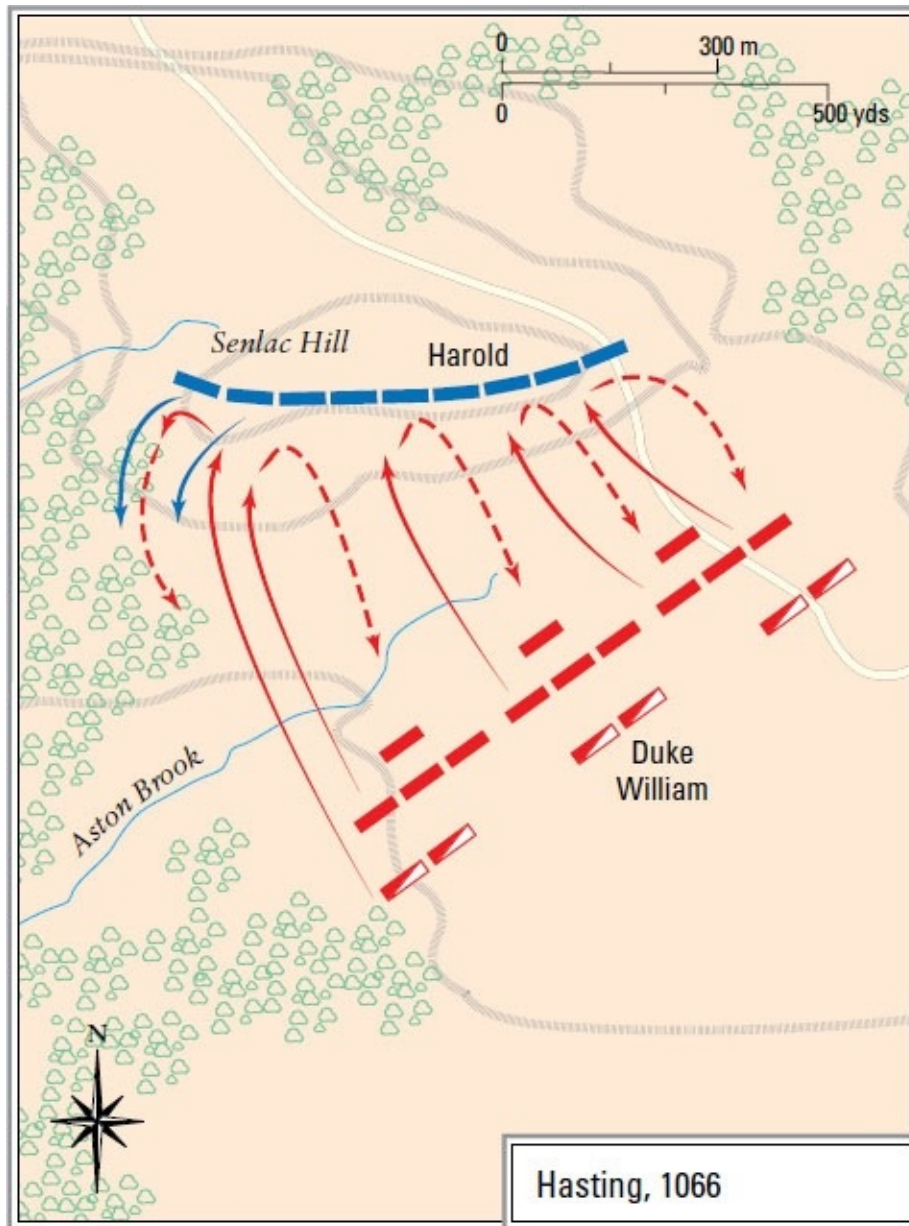 0 300 m
0 500 yds
Senlac Hill
Harold
Duke
William
Aston Brook
N
Hasting, 1066